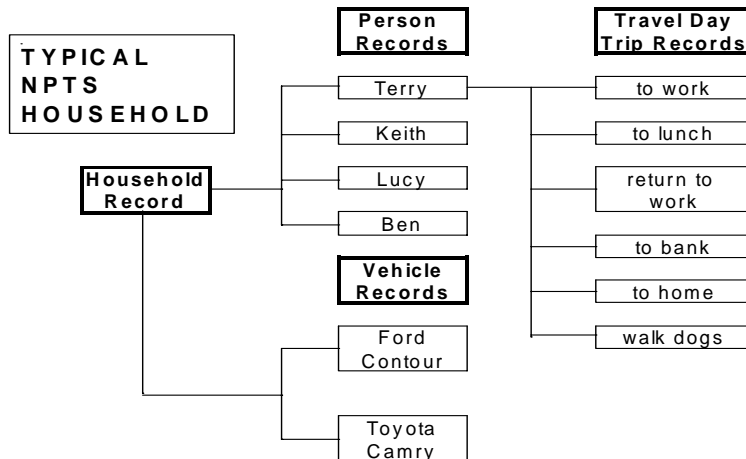 TYPICAL
NPTS
HOUSEHOLD
Person
Records
Travel Day
Trip Records
Terry
Keith
Lucy
Ben
to work
to lunch
return to
work
to bank
to home
walk dogs
Household
Record
Vehicle
Records
Ford
Contour
Toyota
Camry